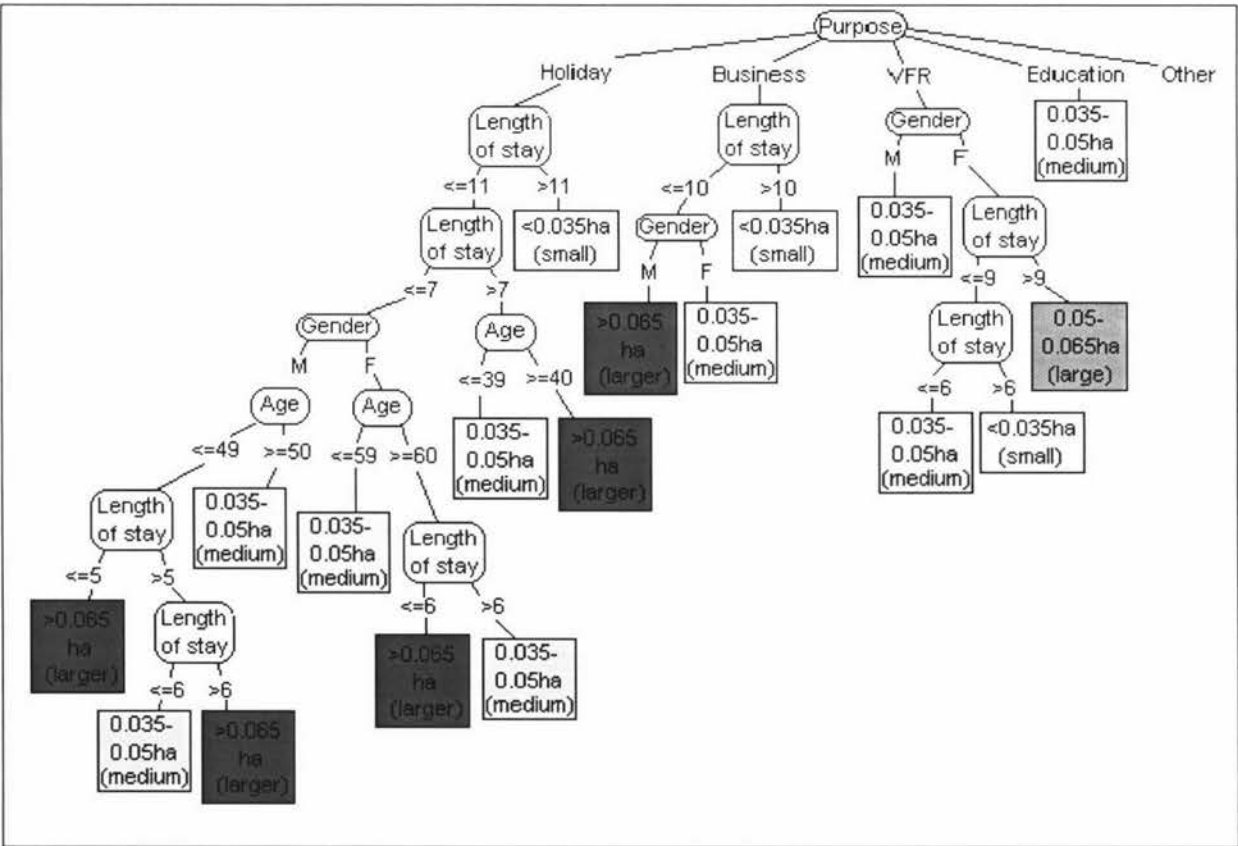 Purpose
Holiday Business VFR Education Other
Length
of stay
Length
of stay
Gender
0.035-
0.05ha
(medium)
<=11 >11
<=10 >10
M F
Length
of stay
<0.035ha
(small)
Gender
<0.035ha
(small)
0.035-
0.05ha
(medium)
Length
of stay
<=7 >7
M F
<=9 >9
Gender
Age
>0.065
ha
(larger)
0.035-
0.05ha
(medium)
Length
of stay
0.05-
0.065ha
(large)
M F
<=39 >=40
<=6 >6
Age
Age
0.035-
0.05ha
(medium)
>0.065
ha
(larger)
0.035-
0.05ha
(medium)
<0.035ha
(small)
<=49 >=50
<=59 >=60
Length
of stay
0.035-
0.05ha
(medium)
0.035-
0.05ha
(medium)
Length
of stay
<=5 >5
<=6 >6
>0.065
ha
(larger)
Length
of stay
>0.065
ha
(larger)
0.035-
0.05ha
(medium)
<=6 >6
0.035-
0.05ha
(medium)
>0.065
ha
(larger)